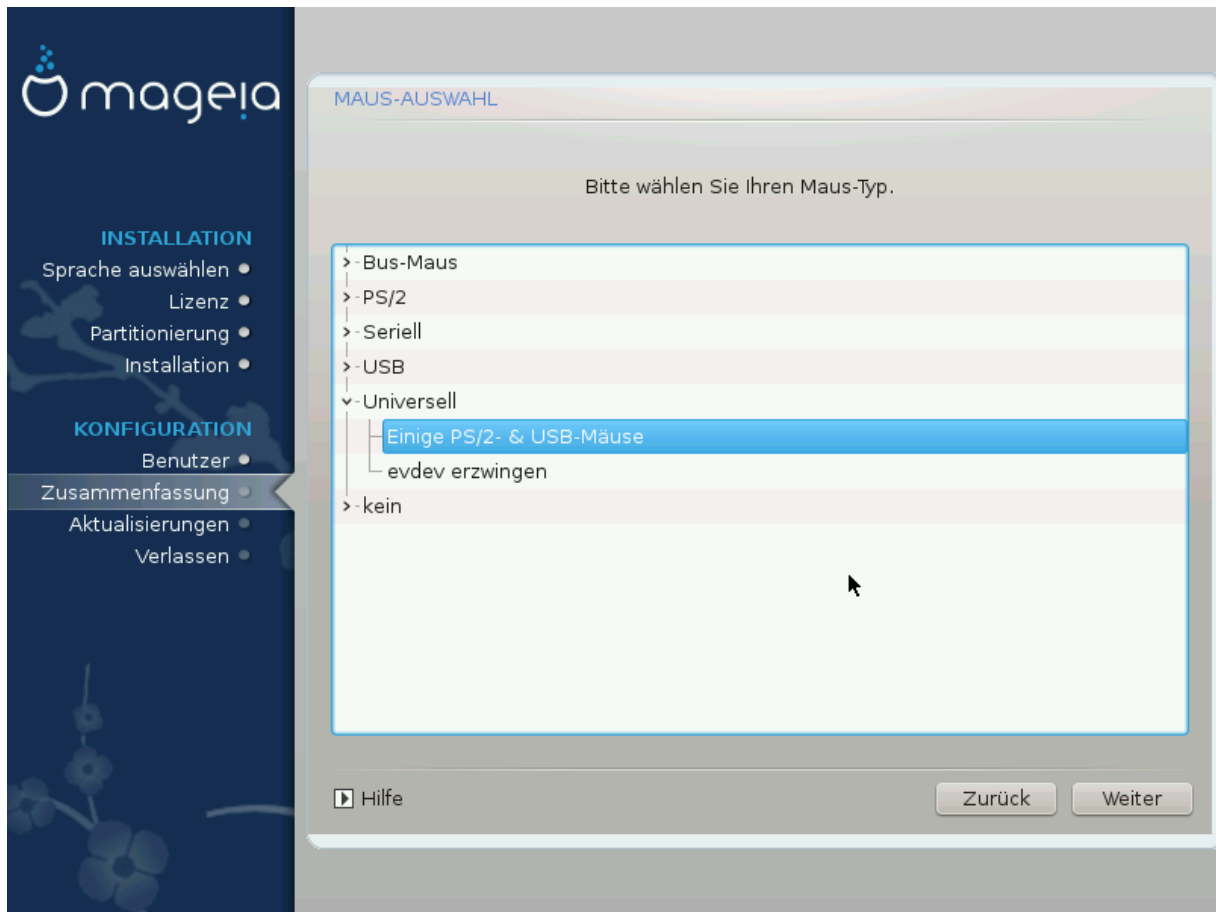 mageia
INSTALLATION
Sprache auswählen
Lizenz
Partitionierung
Installation
KONFIGURATION
Benutzer
Zusammenfassung
Aktualisierungen
Verlassen
MAUS-AUSWAHL
Bitte wählen Sie Ihren Maus-Typ.
Bus-Maus
PS/2
Seriell
USB
Universell
Einige PS/2- & USB-Mäuse
evdev erzwingen
kein
Hilfe
Zurück
Weiter